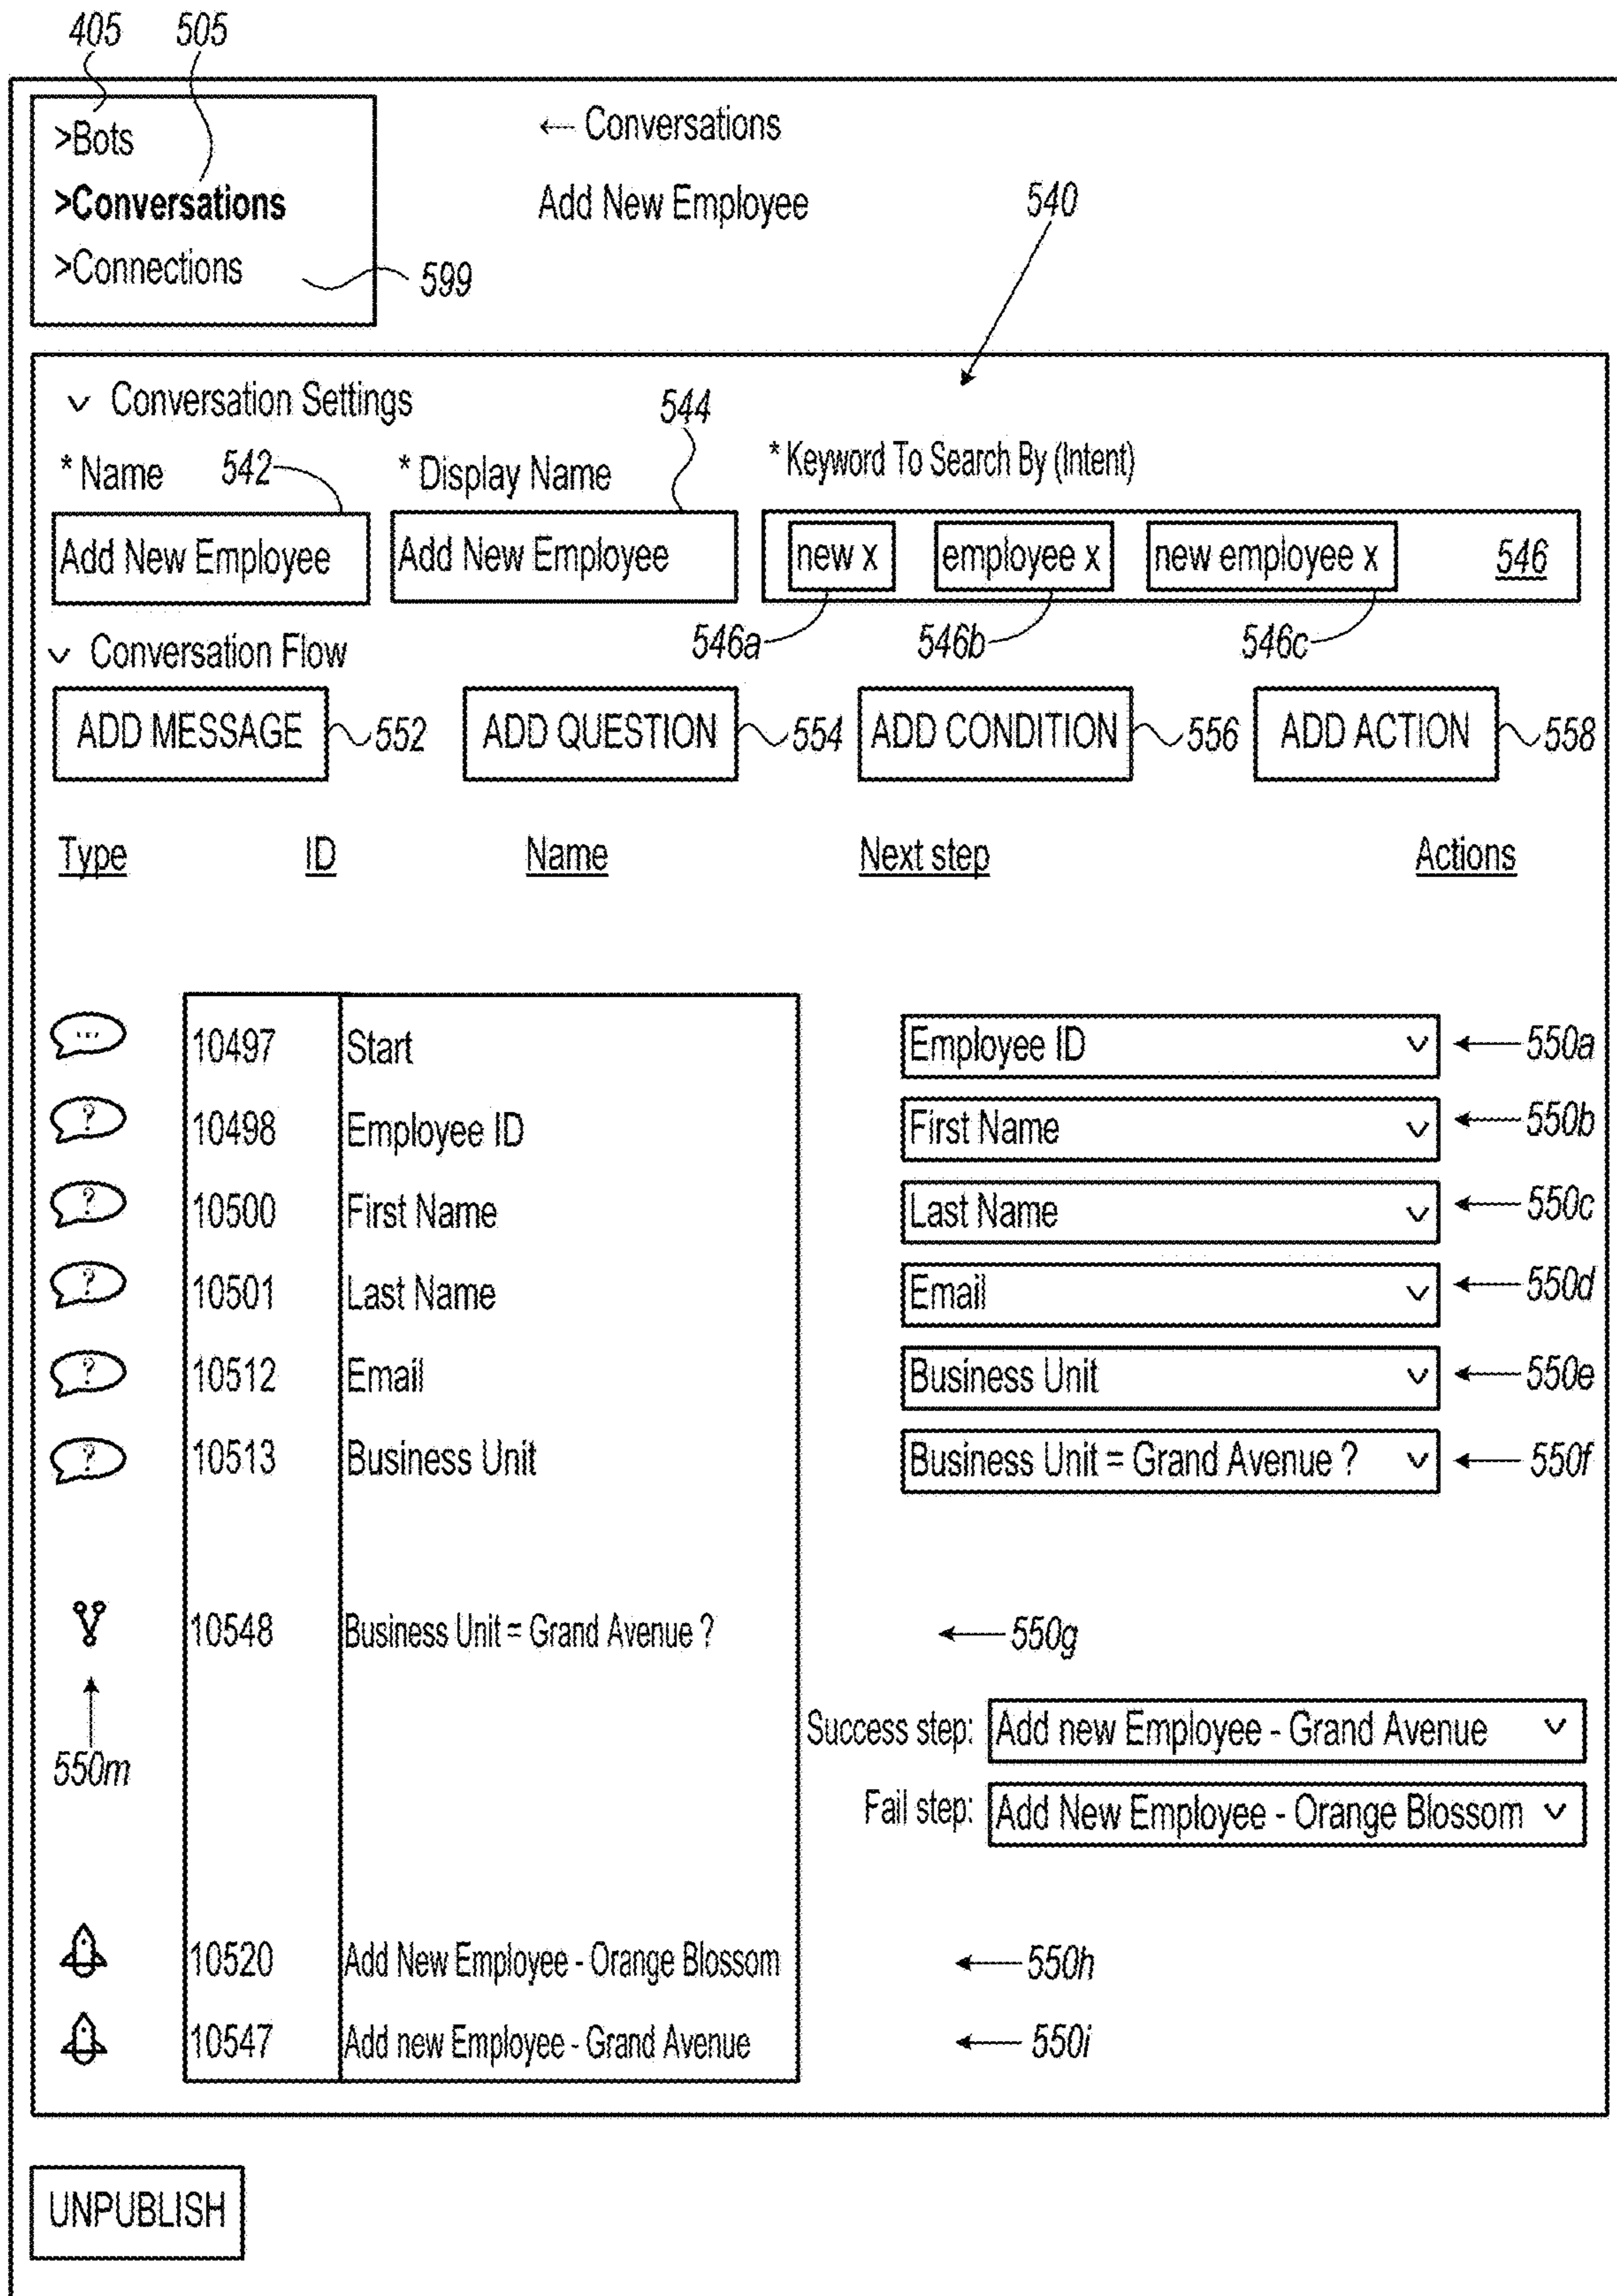 405 505
>Bots
>Conversations
>Connections
599
← Conversations
Add New Employee
540
Conversation Settings
544
* Name 542 * Display Name * Keyword To Search By (Intent)
Add New Employee Add New Employee new x employee x new employee x 546
546a 546b 546c
Conversation Flow
ADD MESSAGE 552 ADD QUESTION 554 ADD CONDITION 556 ADD ACTION 558
Type ID Name Next step Actions
... 10497 Start Employee ID 550a
? 10498 Employee ID First Name 550b
? 10500 First Name Last Name 550c
? 10501 Last Name Email 550d
? 10512 Email Business Unit 550e
? 10513 Business Unit Business Unit = Grand Avenue ? 550f
10548 Business Unit = Grand Avenue ? 550g
Success step: Add new Employee - Grand Avenue
550m
Fail step: Add New Employee - Orange Blossom
10520 Add New Employee - Orange Blossom 550h
10547 Add new Employee - Grand Avenue 550i
UNPUBLISH